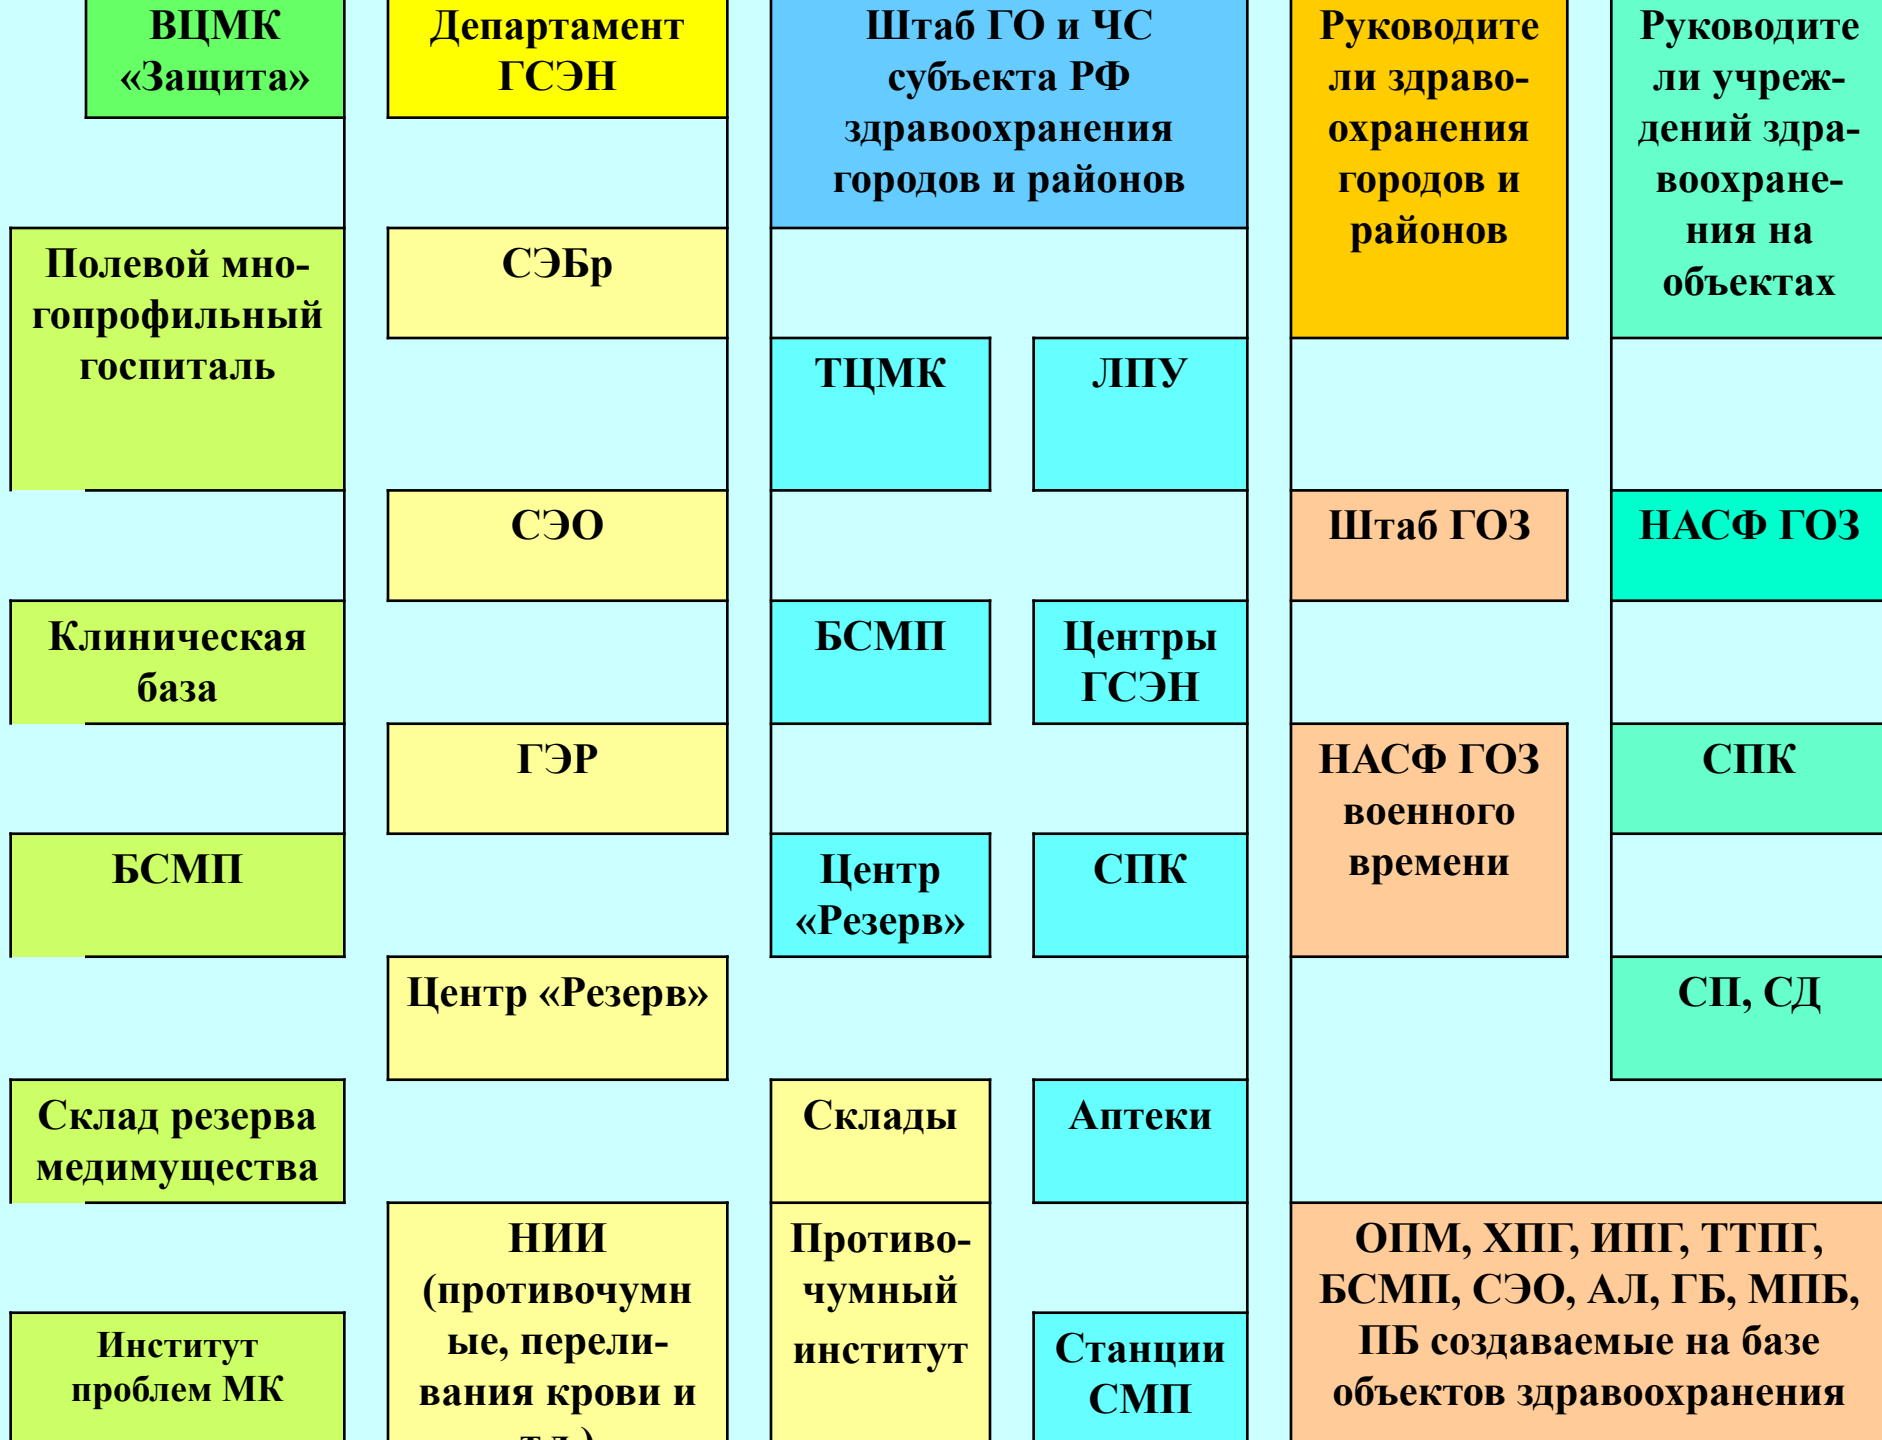 ВЦМК
«Защита»
Департамент
ГСЭН
Штаб ГО и ЧС
субъекта РФ
здравоохранения
городов и районов
Руководите
ли здраво-
охранения
городов и
районов
Руководите
ли учреж-
дений здра-
воохране-
ния на
объектах
Полевой мно-
гопрофильный
госпиталь
СЭБр
ТЦМК
ЛПУ
СЭО
Штаб ГОЗ
НАСФ ГОЗ
Клиническая
база
БСМП
Центры
ГСЭН
ГЭР
НАСФ ГОЗ
военного
времени
СПК
БСМП
Центр
«Резерв»
СПК
Центр «Резерв»
СП, СД
Склад резерва
медимущества
Склады
Аптеки
НИИ
(противочумн
ые, перели-
вания крови и
т.д.)
Противо-
чумный
институт
ОПМ, ХПГ, ИПГ, ТТПГ,
БСМП, СЭО, АЛ, ГБ, МПБ,
ПБ создаваемые на базе
объектов здравоохранения
Институт
проблем МК
Станции
СМП